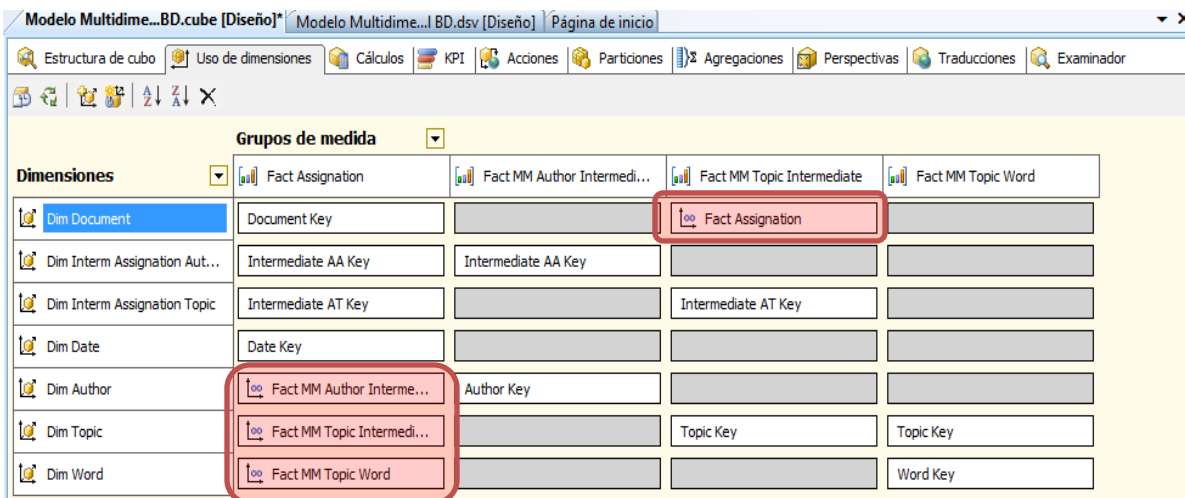 Modelo Multidime...BD.cube [Diseño]* Modelo Multidime...l BD.dsv [Diseño] Página de inicio
Estructura de cubo Uso de dimensiones Cálculos KPI Acciones Particiones Agregaciones Perspectivas Traducciones Examinador
Grupos de medida
Dimensiones Fact Assignation Fact MM Author Intermedi... Fact MM Topic Intermediate Fact MM Topic Word
Dim Document Document Key Fact Assignation
Dim Interm Assignation Aut... Intermediate AA Key Intermediate AA Key
Dim Interm Assignation Topic Intermediate AT Key Intermediate AT Key
Dim Date Date Key
Dim Author Fact MM Author Interme... Author Key
Dim Topic Fact MM Topic Intermedi... Topic Key Topic Key
Dim Word Fact MM Topic Word Word Key